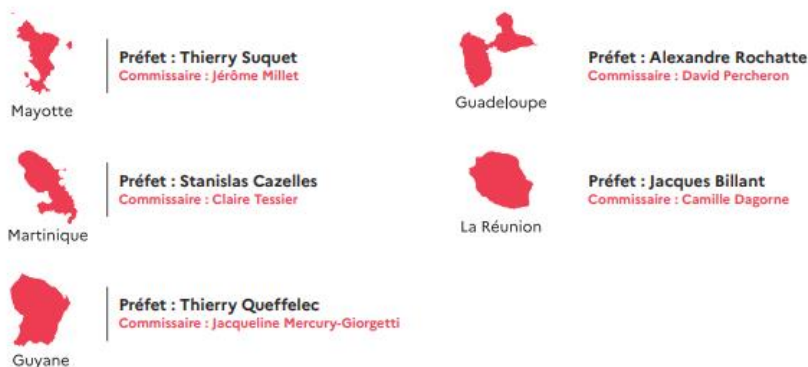 Préfet : Thierry Suquet
Commissaire : Jérôme Millet
Mayotte
Préfet : Alexandre Rochatte
Commissaire : David Percheron
Guadeloupe
Préfet : Stanislas Cazelles
Commissaire : Claire Tessier
Martinique
Préfet : Jacques Billant
Commissaire : Camille Dagorne
La Réunion
Préfet : Thierry Queffelec
Commissaire : Jacqueline Mercury-Giorgetti
Guyane